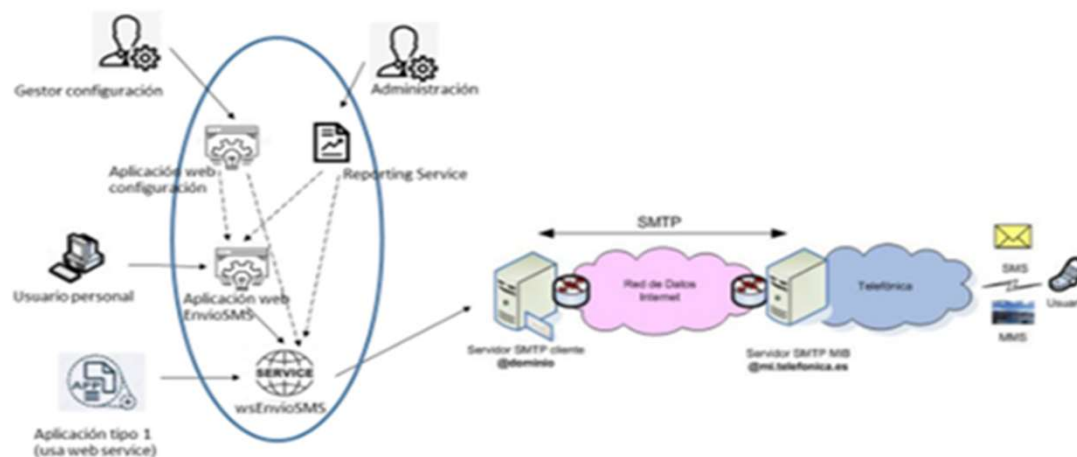 Gestor configuración
Administración
Aplicación web
configuración
Reporting Service
Usuario personal
Aplicación web
EnvioSMS
SERVICE
wsEnvioSMS
APP
Aplicación tipo 1
(usa web service)
SMTP
Red de Datos
Internet
Telefónica
Servidor SMTP cliente
@dominio
Servidor SMTP MIB
@mi.telefonica.es
SMS
MMS